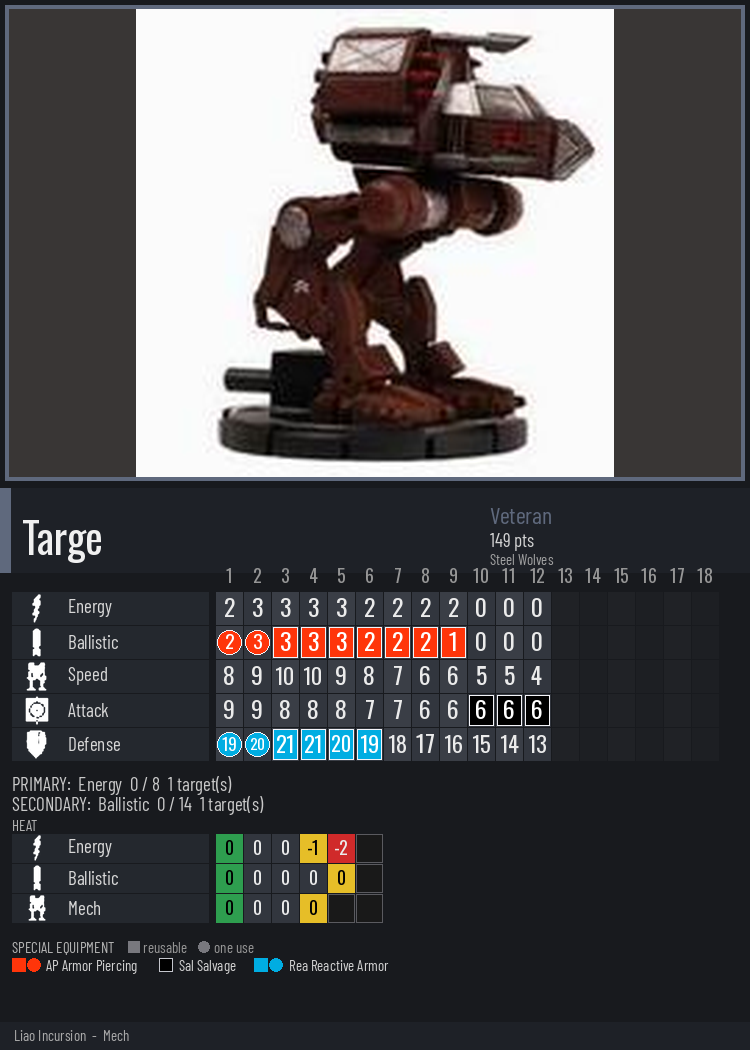 Targe
Veteran
149 pts
Steel Wolves
1 2 3 4 5 6 7 8 9 10 11 12 13 14 15 16 17 18
Energy 2 3 3 3 3 2 2 2 2 0 0 0
Ballistic 2 3 3 3 3 2 2 2 1 0 0 0
Speed 8 9 10 10 9 8 7 6 6 5 5 4
Attack 9 9 8 8 8 7 7 6 6 6 6 6
Defense 19 20 21 21 20 19 18 17 16 15 14 13
PRIMARY: Energy 0 / 8 1 target(s)
SECONDARY: Ballistic 0 / 14 1 target(s)
HEAT
Energy 0 0 0 -1 -2
Ballistic 0 0 0 0 0
Mech 0 0 0 0
SPECIAL EQUIPMENT reusable one use
AP Armor Piercing Sal Salvage Rea Reactive Armor
Liao Incursion - Mech